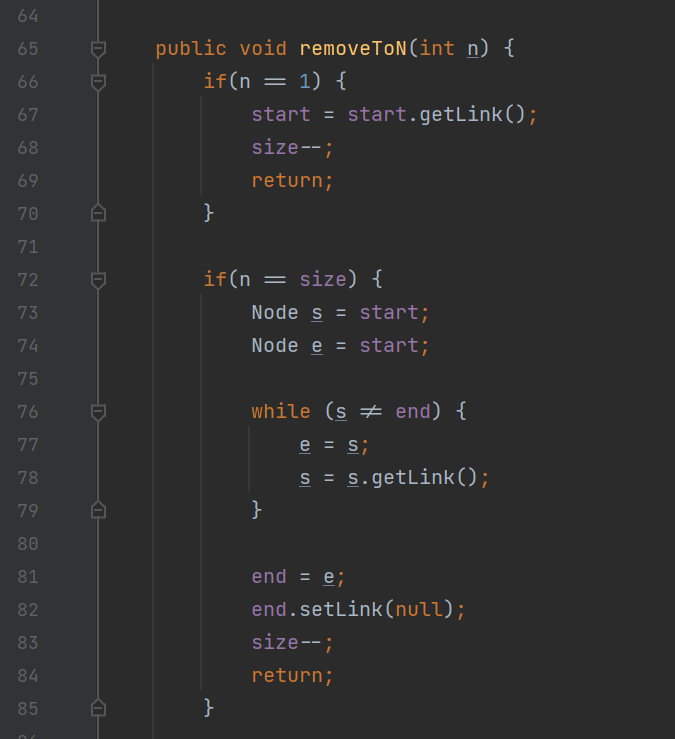 64
65 public void removeToN(int n) {
66 if(n == 1) {
67 start = start.getLink();
68 size--;
69 return;
70 }
71
72 if(n == size) {
73 Node s = start;
74 Node e = start;
75
76 while (s != end) {
77 e = s;
78 s = s.getLink();
79 }
80
81 end = e;
82 end.setLink(null);
83 size--;
84 return;
85 }